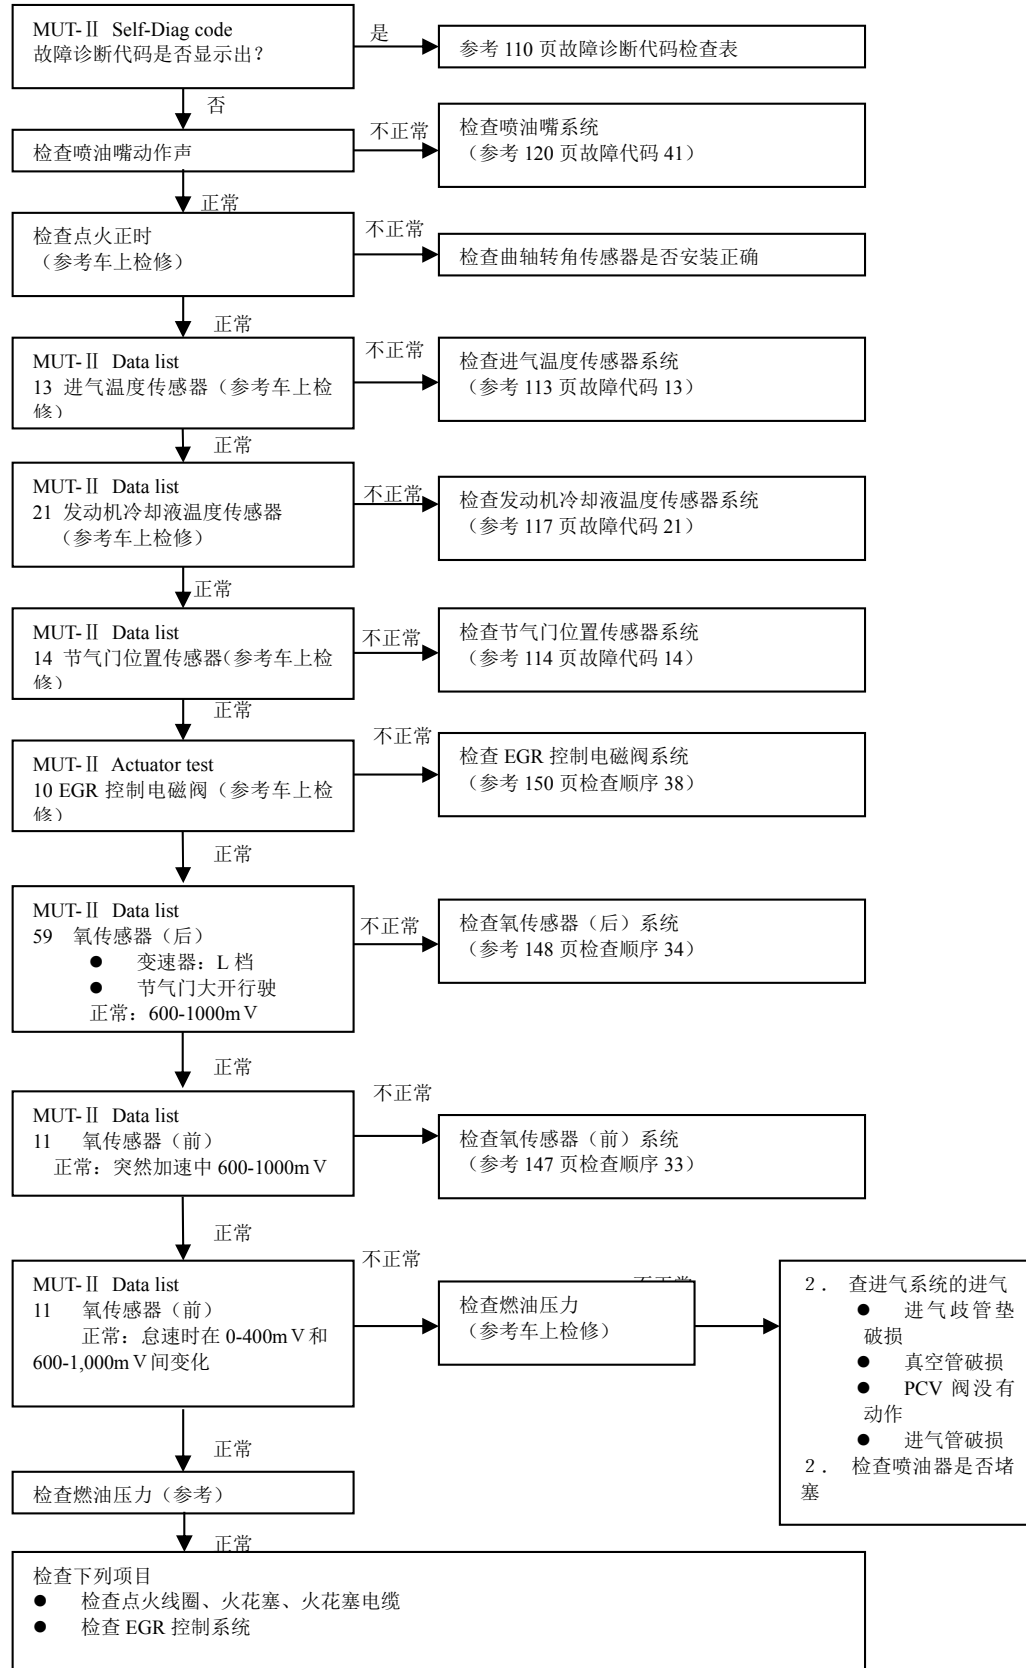 MUT-Ⅱ Self-Diag code
故障诊断代码是否显示出？
是
参考 110 页故障诊断代码检查表
否
检查喷油嘴动作声
不正常
检查喷油嘴系统
（参考 120 页故障代码 41）
正常
检查点火正时
（参考车上检修）
不正常
检查曲轴转角传感器是否安装正确
正常
MUT-Ⅱ Data list
13 进气温度传感器（参考车上检
修）
不正常
检查进气温度传感器系统
（参考 113 页故障代码 13）
正常
MUT-Ⅱ Data list
21 发动机冷却液温度传感器
（参考车上检修）
不正常
检查发动机冷却液温度传感器系统
（参考 117 页故障代码 21）
正常
MUT-Ⅱ Data list
14 节气门位置传感器（参考车上检
修）
不正常
检查节气门位置传感器系统
（参考 114 页故障代码 14）
正常
MUT-Ⅱ Actuator test
10 EGR 控制电磁阀（参考车上检
修）
不正常
检查 EGR 控制电磁阀系统
（参考 150 页检查顺序 38）
正常
MUT-Ⅱ Data list
59 氧传感器（后）
● 变速器：L 档
● 节气门大开行驶
正常：600-1000mＶ
不正常
检查氧传感器（后）系统
（参考 148 页检查顺序 34）
正常
MUT-Ⅱ Data list
11 氧传感器（前）
正常：突然加速中 600-1000mＶ
不正常
检查氧传感器（前）系统
（参考 147 页检查顺序 33）
正常
MUT-Ⅱ Data list
11 氧传感器（前）
正常：怠速时在 0-400mＶ和
600-1,000mＶ间变化
不正常
检查燃油压力
（参考车上检修）
不正常
２． 查进气系统的进气
● 进气歧管垫
破损
● 真空管破损
● PCV 阀没有
动作
● 进气管破损
２． 检查喷油器是否堵
塞
正常
检查燃油压力（参考）
正常
检查下列项目
● 检查点火线圈、火花塞、火花塞电缆
● 检查 EGR 控制系统